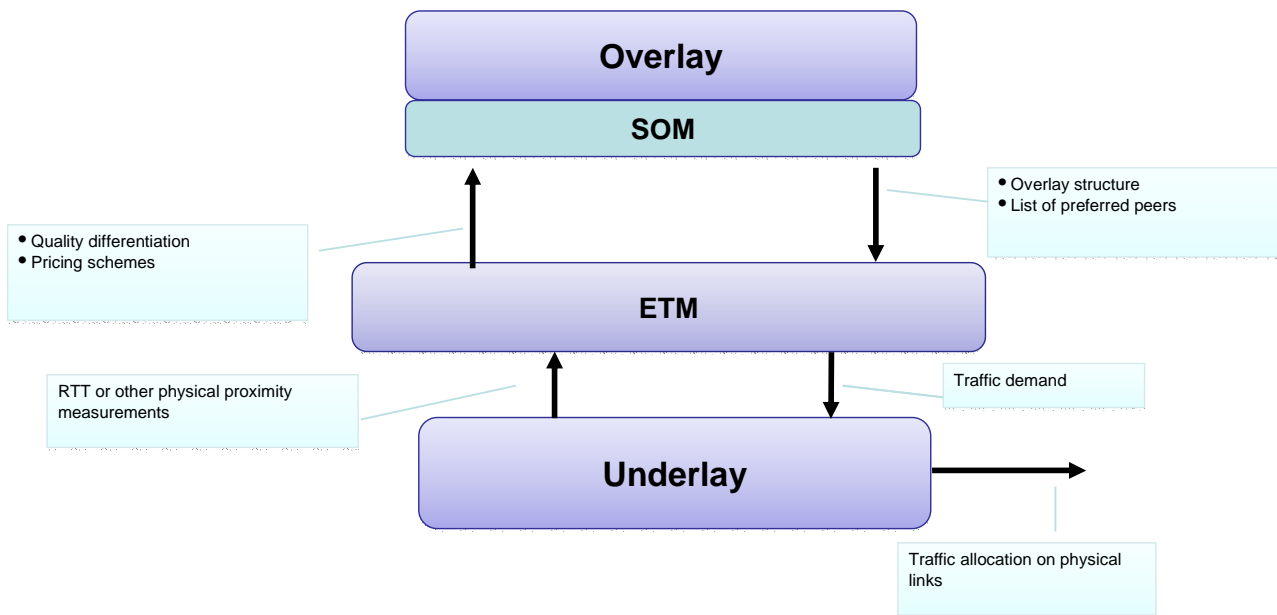 Overlay
SOM
• Overlay structure
• List of preferred peers
• Quality differentiation
• Pricing schemes
ETM
RTT or other physical proximity
measurements
Traffic demand
Underlay
Traffic allocation on physical
links